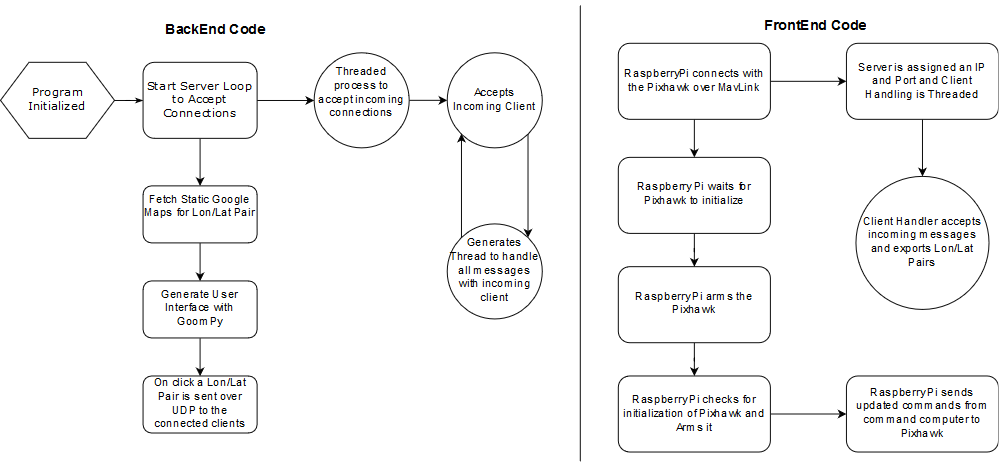 BackEnd Code
Program
Initialized
Start Server Loop
to Accept
Connections
Threaded
process to
accept incoming
connections
Accepts
Incoming Client
Fetch Static Google
Maps for Lon/Lat Pair
Generates
Thread to handle
all messages
with incoming
client
Generate User
Interface with
GoomPy
On click a Lon/Lat
Pair is sent over
UDP to the
connected clients
FrontEnd Code
RaspberryPi connects with
the Pixhawk over MavLink
Server is assigned an IP
and Port and Client
Handling is Threaded
RaspberryPi waits for
Pixhawk to initialize
Client Handler accepts
incoming messages
and exports Lon/Lat
Pairs
RaspberryPi arms the
Pixhawk
RaspberryPi checks for
initialization of Pixhawk and
Arms it
RaspberryPi sends
updated commands from
command computer to
Pixhawk